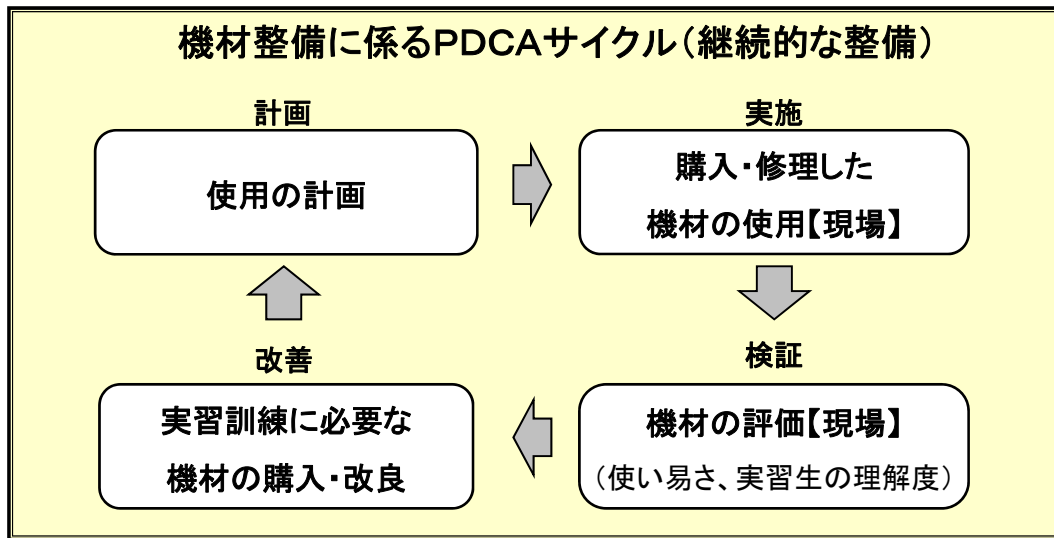 機材整備に係るPDCAサイクル(継続的な整備)
計画
使用の計画
実施
購入・修理した
機材の使用【現場】
検証
機材の評価【現場】
(使い易さ、実習生の理解度)
改善
実習訓練に必要な
機材の購入・改良